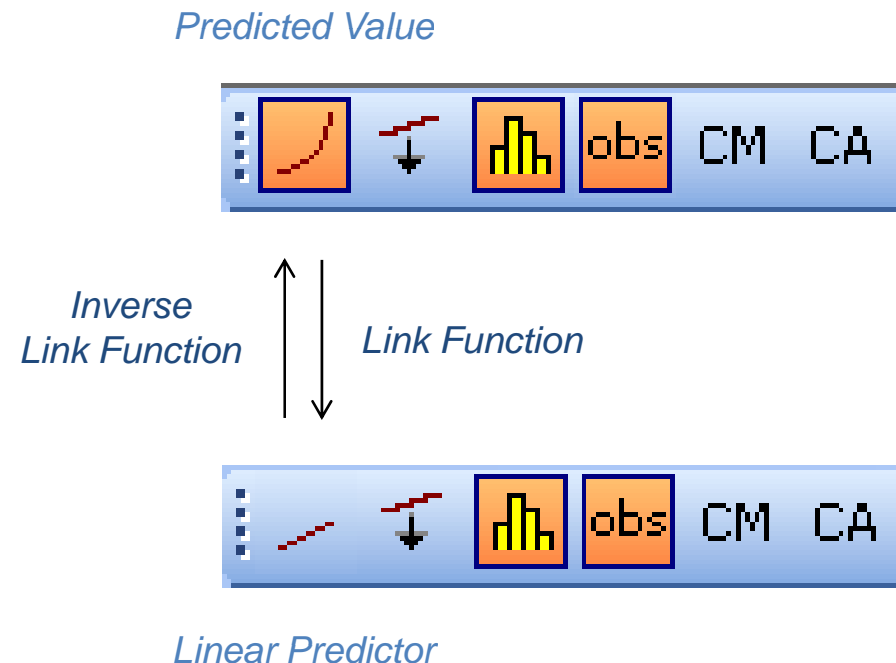 Predicted Value
obs CM CA
Inverse
Link Function
Link Function
obs CM CA
Linear Predictor